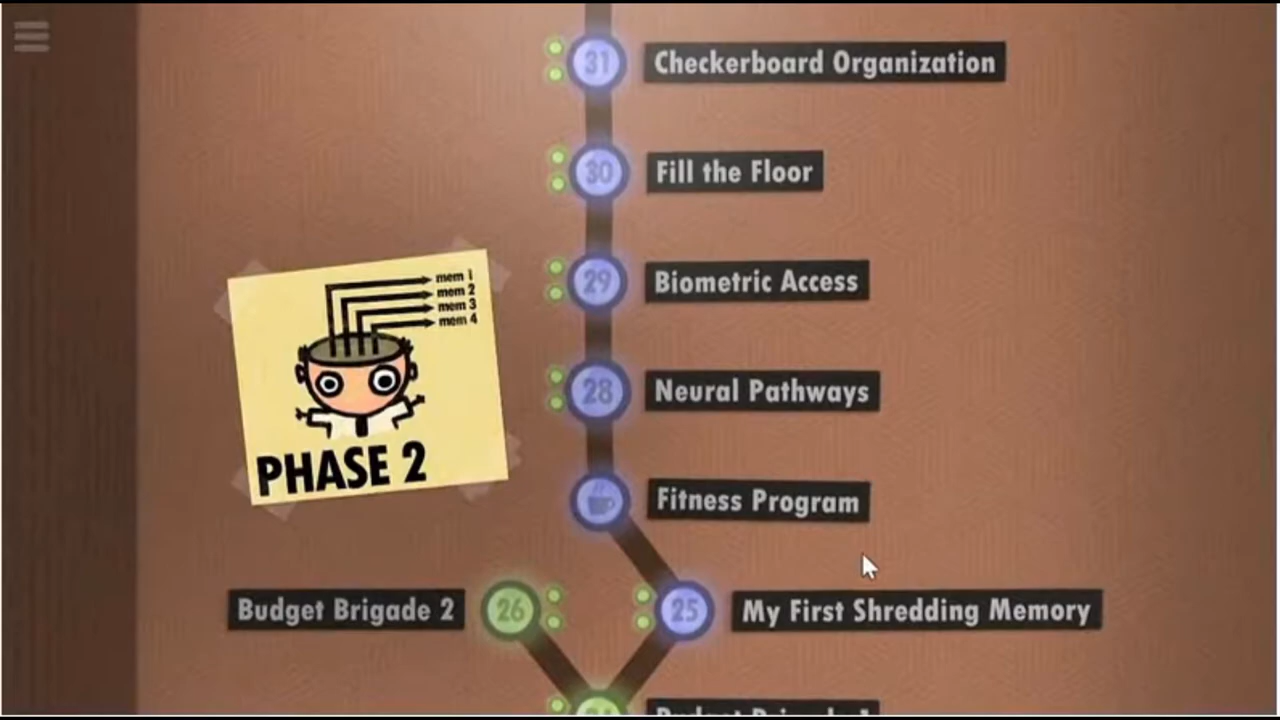 31 Checkerboard Organization
30 Fill the Floor
mem 1
mem 2
mem 3
mem 4
PHASE 2
29 Biometric Access
28 Neural Pathways
Fitness Program
Budget Brigade 2 26
25 My First Shredding Memory